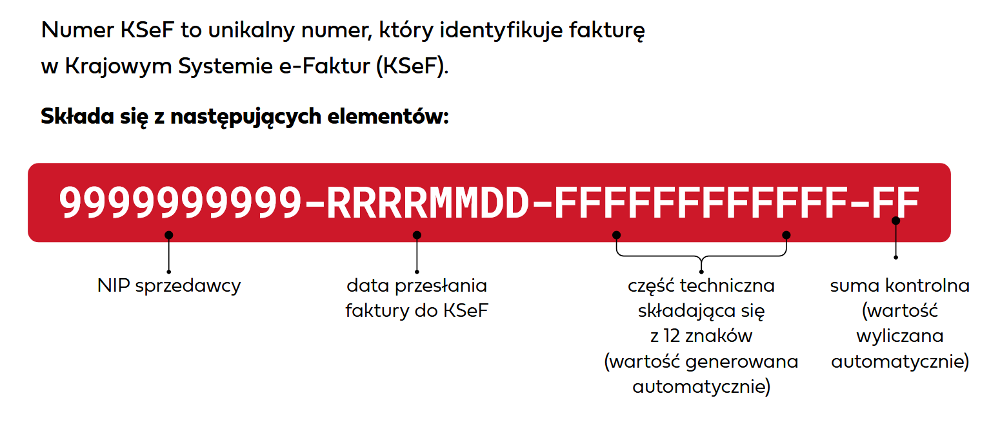 Numer KSeF to unikalny numer, który identyfikuje fakturę
w Krajowym Systemie e-Faktur (KSeF).
Składa się z następujących elementów:
9999999999-RRRRMMDD-FFFFFFFFFFFF-FF
NIP sprzedawcy
data przesłania
faktury do KSeF
część techniczna
składająca się
z 12 znaków
(wartość generowana
automatycznie)
suma kontrolna
(wartość
wyliczana
automatycznie)